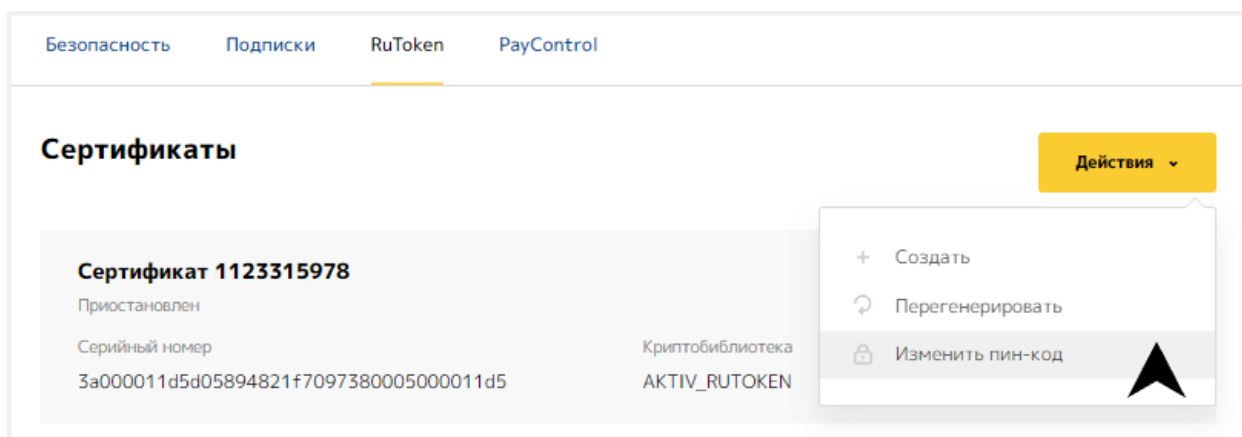 Безопасность Подписки RuToken PayControl
Сертификаты
Действия
Сертификат 1123315978
Приостановлен
Серийный номер
3a000011d5d05894821f7097380005000011d5
Криптобиблиотека
AKTIV_RUTOKEN
Создать
Перегенерировать
Изменить пин-код